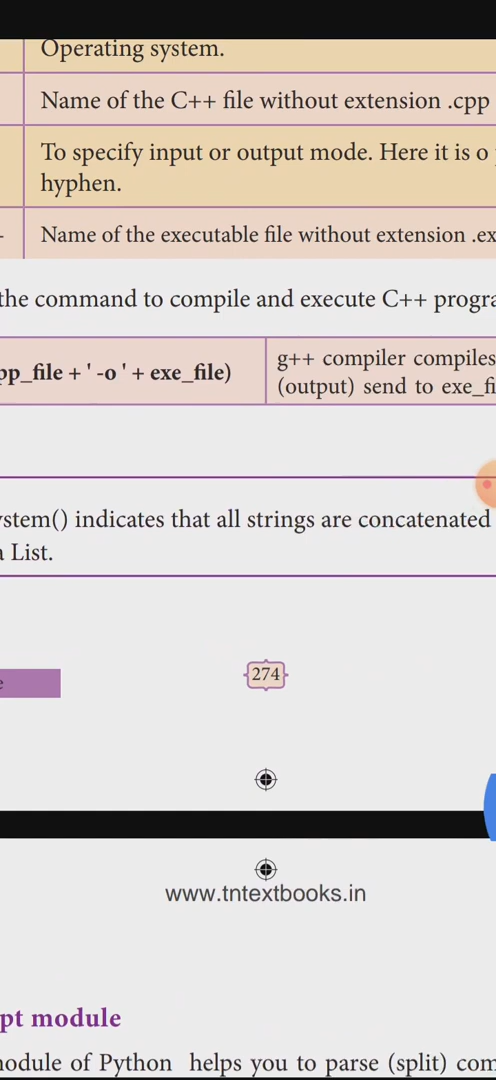 Operating system.
Name of the C++ file without extension .cpp
To specify input or output mode. Here it is o
hyphen.
Name of the executable file without extension .ex
the command to compile and execute C++ progra
pp_file + ' -o ' + exe_file)
g++ compiler compiles
(output) send to exe_fi
ystem() indicates that all strings are concatenated
a List.
e
274
www.tntextbooks.in
pt module
module of Python helps you to parse (split) com